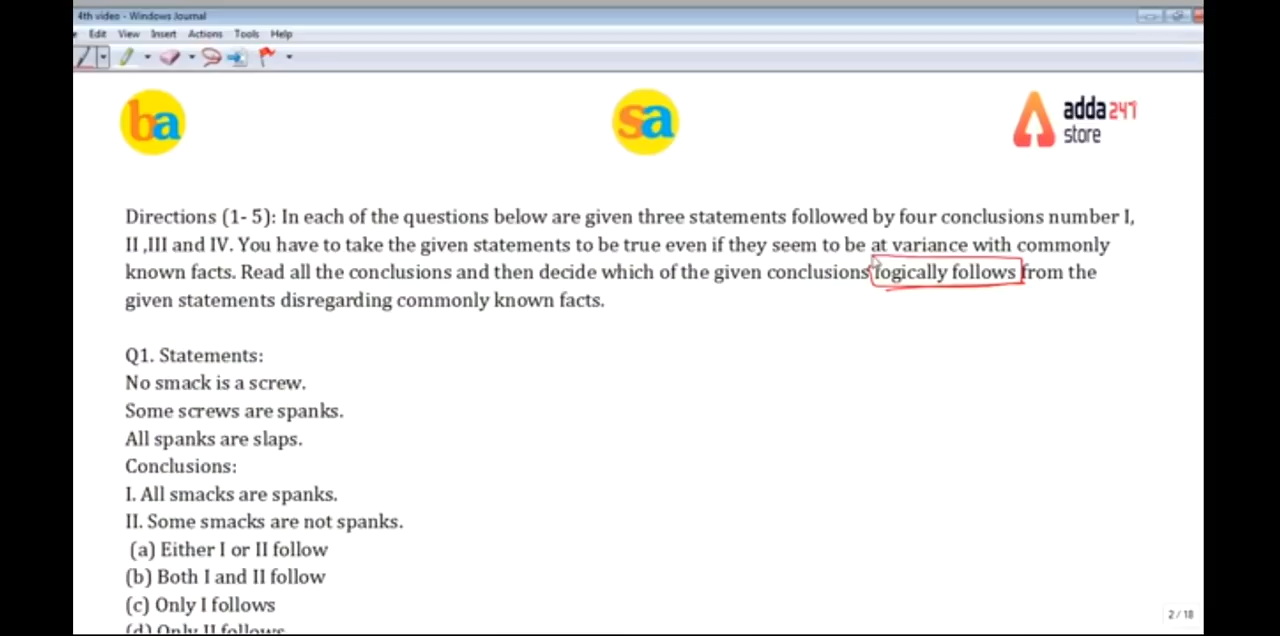 4th video - Windows Journal
Edit View Insert Actions Tools Help
ba
sa
adda247
store
Directions (1- 5): In each of the questions below are given three statements followed by four conclusions number I,
II ,III and IV. You have to take the given statements to be true even if they seem to be at variance with commonly
known facts. Read all the conclusions and then decide which of the given conclusions logically follows from the
given statements disregarding commonly known facts.
Q1. Statements:
No smack is a screw.
Some screws are spanks.
All spanks are slaps.
Conclusions:
I. All smacks are spanks.
II. Some smacks are not spanks.
(a) Either I or II follow
(b) Both I and II follow
(c) Only I follows
(d) Only II follows
2 / 18